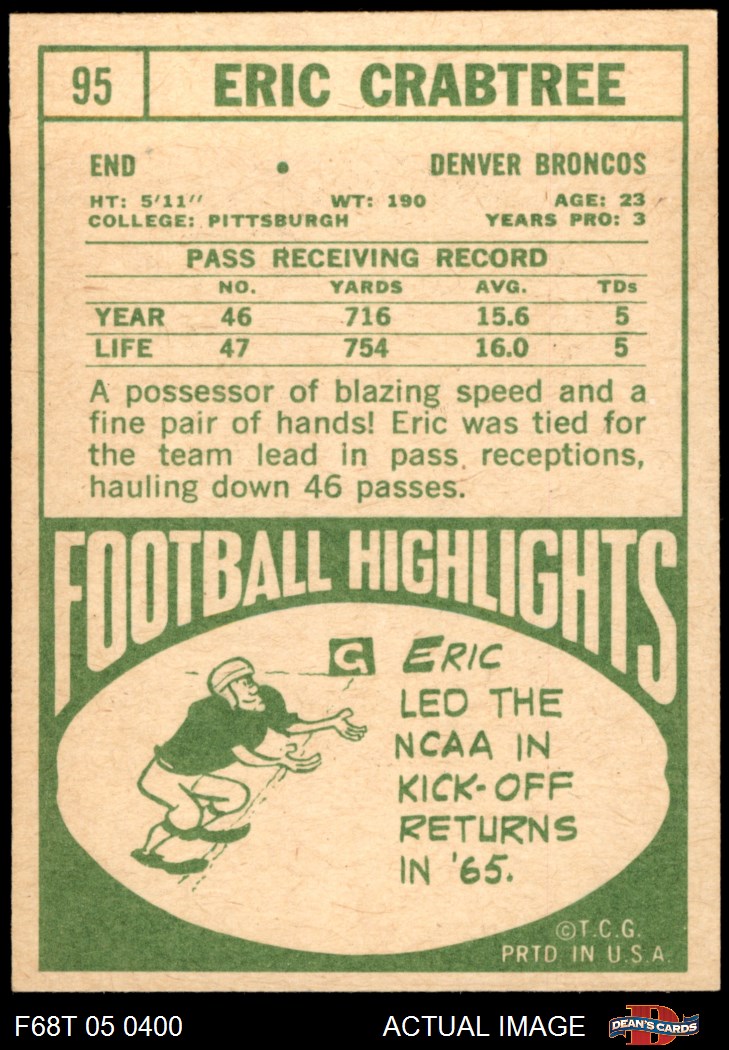 95 ERIC CRABTREE
END • DENVER BRONCOS
HT: 5'11" WT: 190 AGE: 23
COLLEGE: PITTSBURGH YEARS PRO: 3
PASS RECEIVING RECORD
NO. YARDS AVG. TDs
YEAR 46 716 15.6 5
LIFE 47 754 16.0 5
A possessor of blazing speed and a
fine pair of hands! Eric was tied for
the team lead in pass receptions,
hauling down 46 passes.
FOOTBALL HIGHLIGHTS
G ERIC
LED THE
NCAA IN
KICK-OFF
RETURNS
IN '65.
©T.C.G.
PRTD IN U.S.A.
F68T 05 0400 ACTUAL IMAGE D DEAN'S CARDS